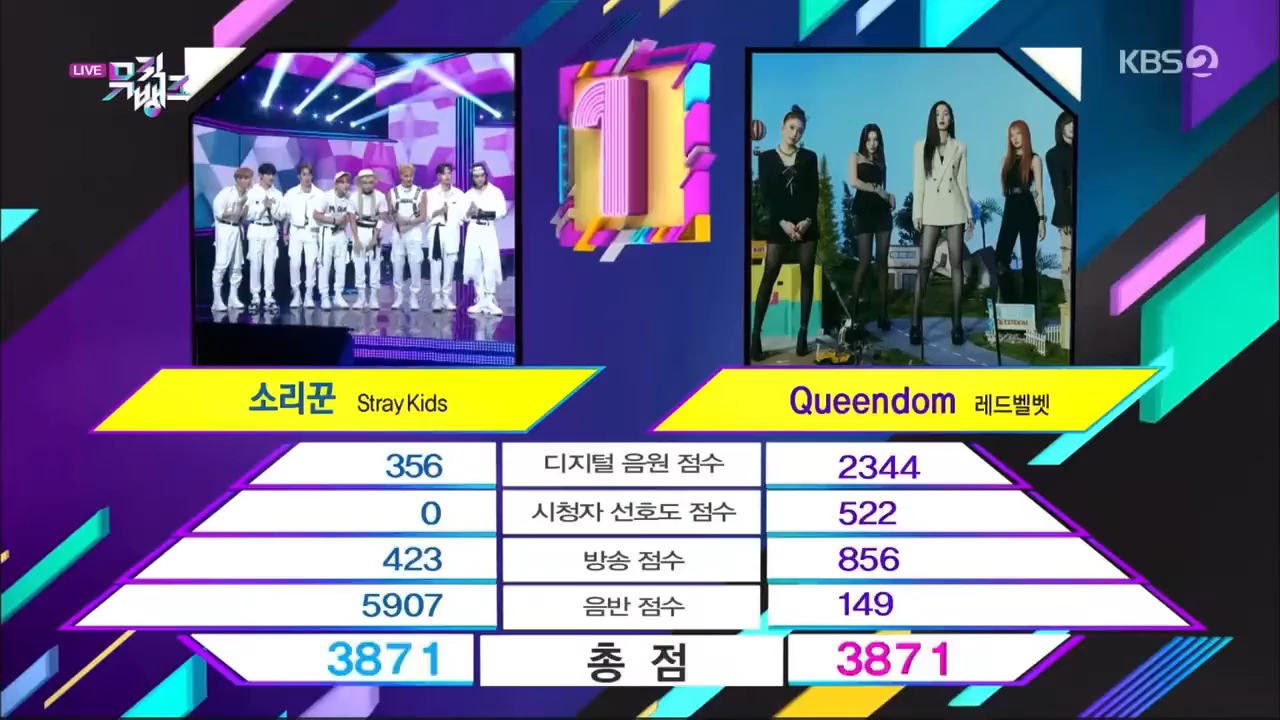 LIVE 뮤직뱅크
KBS2
1
소리꾼 Stray Kids
Queendom 레드벨벳
356 디지털 음원 점수 2344
0 시청자 선호도 점수 522
423 방송 점수 856
5907 음반 점수 149
3871 총 점 3871